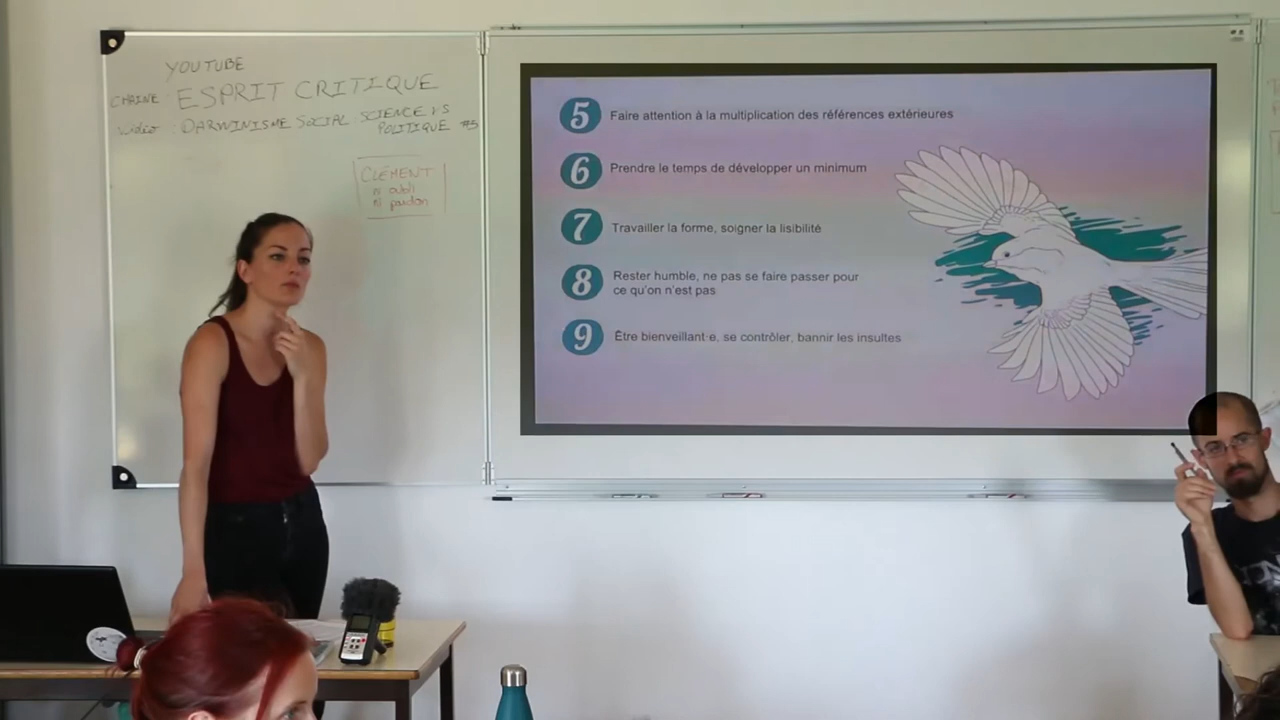 YOUTUBE
CHAINE : ESPRIT CRITIQUE
vidéo : DARWINISME SOCIAL SCIENCE VS
POLITIQUE #5
CLÉMENT
ni oubli
ni pardon
5 Faire attention à la multiplication des références extérieures
6 Prendre le temps de développer un minimum
7 Travailler la forme, soigner la lisibilité
8 Rester humble, ne pas se faire passer pour
ce qu'on n'est pas
9 Être bienveillant·e, se contrôler, bannir les insultes